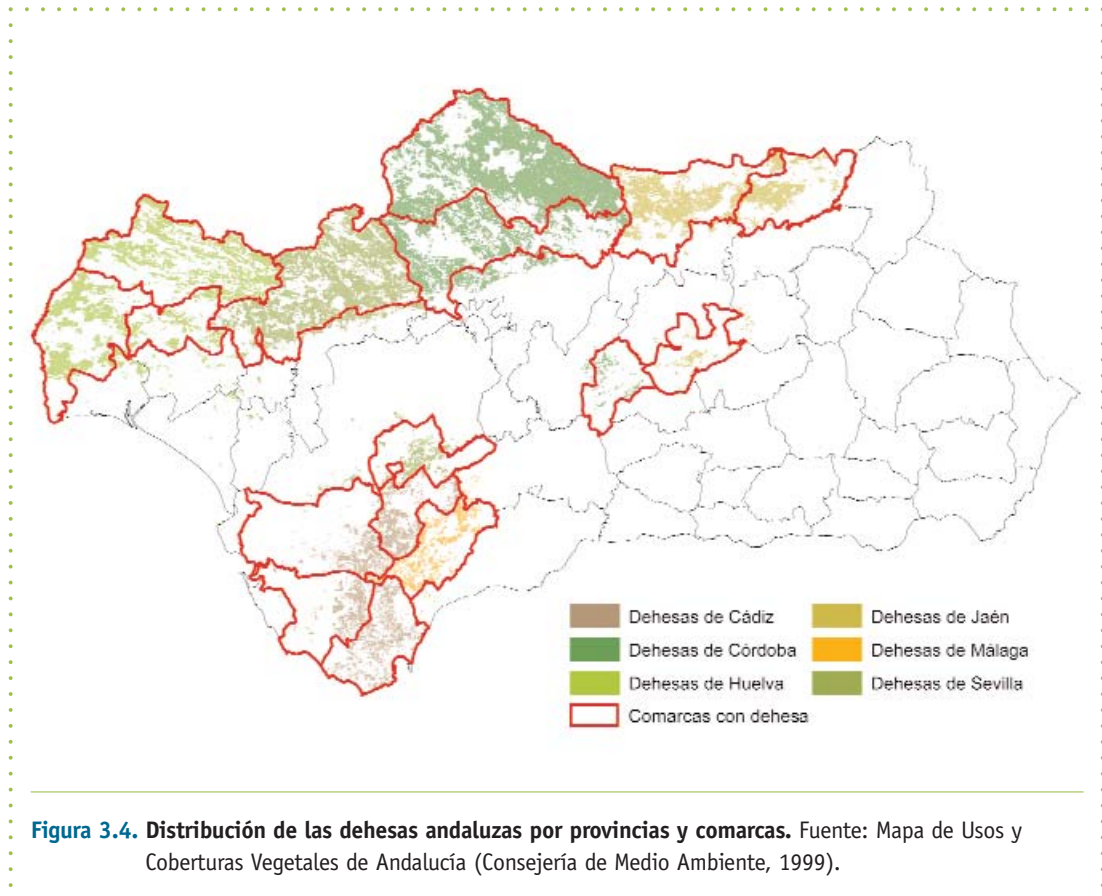 Dehesas de Cádiz
Dehesas de Jaén
Dehesas de Córdoba
Dehesas de Málaga
Dehesas de Huelva
Dehesas de Sevilla
Comarcas con dehesa
Figura 3.4. Distribución de las dehesas andaluzas por provincias y comarcas. Fuente: Mapa de Usos y
Coberturas Vegetales de Andalucía (Consejería de Medio Ambiente, 1999).